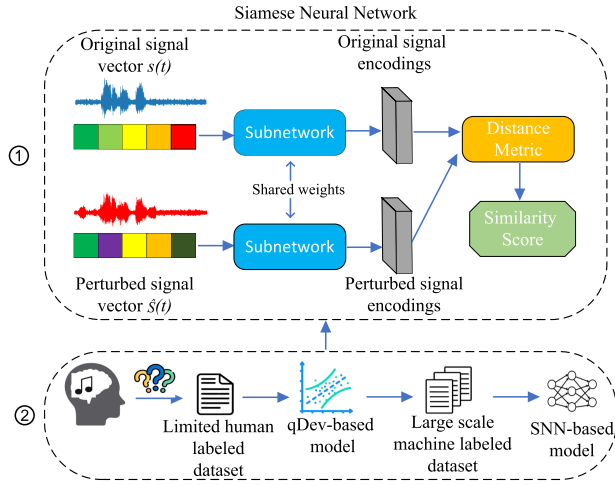 Siamese Neural Network
Original signal
vector s(t)
Original signal
encodings
Subnetwork
Distance
Metric
①
Shared weights
Similarity
Score
Subnetwork
Perturbed signal
vector ŝ(t)
Perturbed signal
encodings
②
???
Limited human
labeled
dataset
qDev-based
model
Large scale
machine labeled
dataset
SNN-based
model